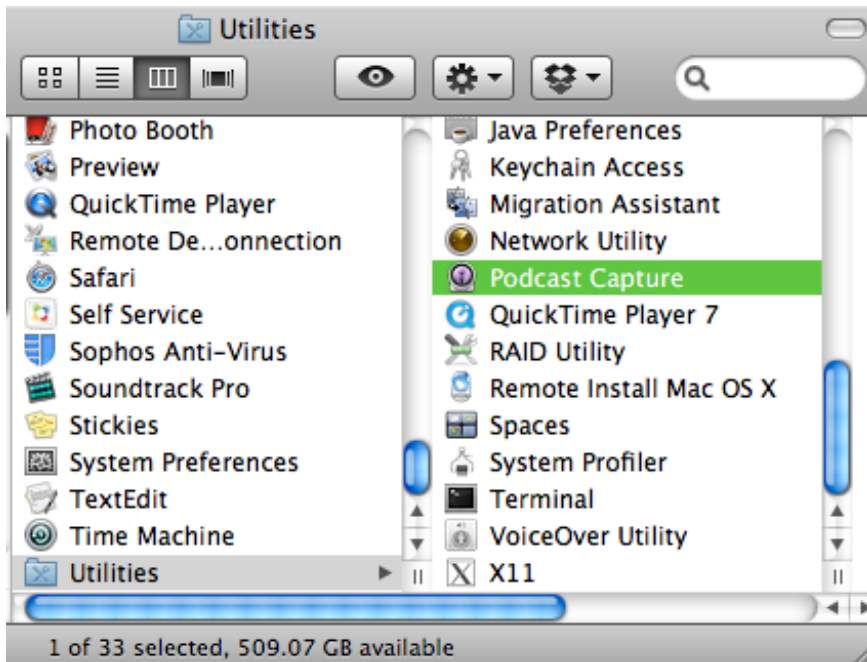 Utilities
Photo Booth
Preview
QuickTime Player
Remote De...onnection
Safari
Self Service
Sophos Anti-Virus
Soundtrack Pro
Stickies
System Preferences
TextEdit
Time Machine
Utilities
Java Preferences
Keychain Access
Migration Assistant
Network Utility
Podcast Capture
QuickTime Player 7
RAID Utility
Remote Install Mac OS X
Spaces
System Profiler
Terminal
VoiceOver Utility
X11
1 of 33 selected, 509.07 GB available